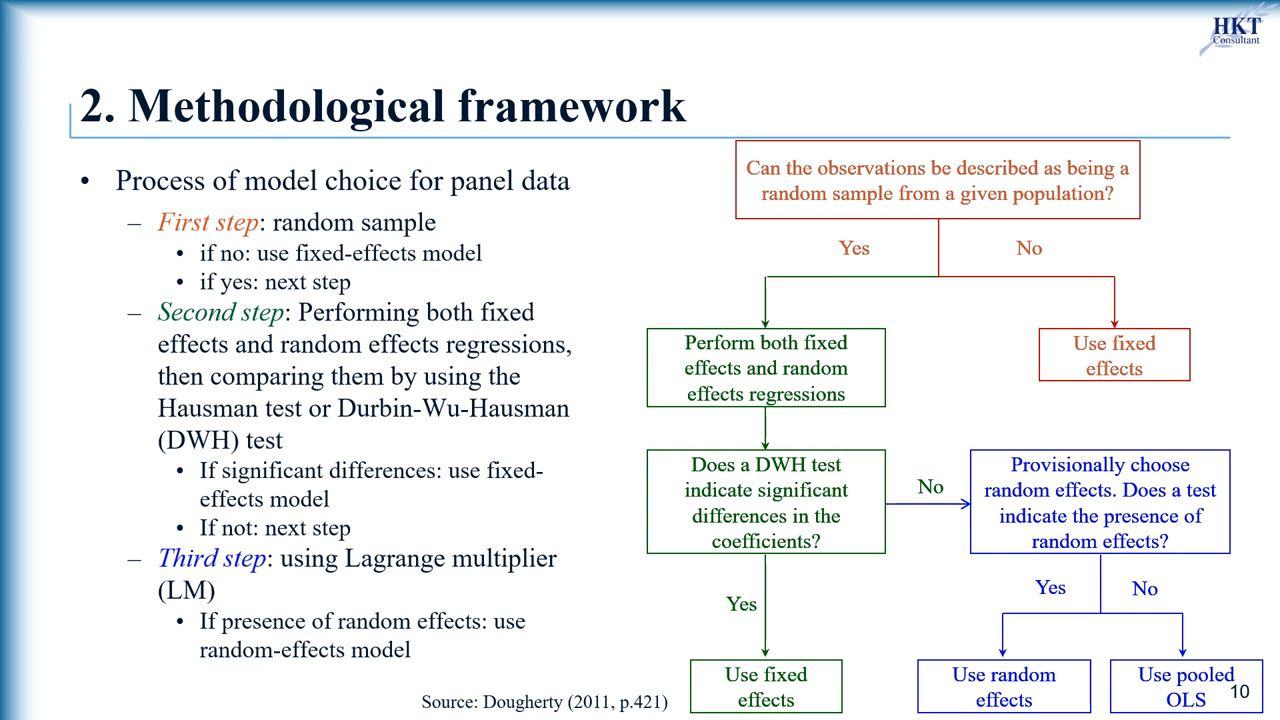 HKT
Consultant
2. Methodological framework
• Process of model choice for panel data
– First step: random sample
• if no: use fixed-effects model
• if yes: next step
– Second step: Performing both fixed
effects and random effects regressions,
then comparing them by using the
Hausman test or Durbin-Wu-Hausman
(DWH) test
• If significant differences: use fixed-
effects model
• If not: next step
– Third step: using Lagrange multiplier
(LM)
• If presence of random effects: use
random-effects model
Source: Dougherty (2011, p.421)
Can the observations be described as being a
random sample from a given population?
Yes
No
Perform both fixed
effects and random
effects regressions
Use fixed
effects
Does a DWH test
indicate significant
differences in the
coefficients?
No
Provisionally choose
random effects. Does a test
indicate the presence of
random effects?
Yes
Yes
No
Use fixed
effects
Use random
effects
Use pooled
OLS
10